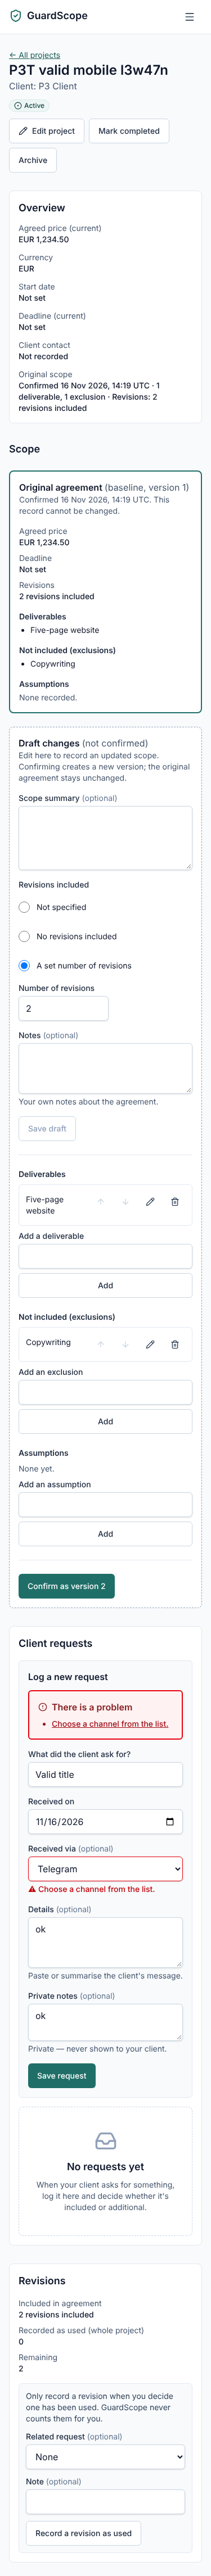 GuardScope
← All projects
P3T valid mobile l3w47n
Client: P3 Client
Active
Edit project
Mark completed
Archive
Overview
Agreed price (current)
EUR 1,234.50
Currency
EUR
Start date
Not set
Deadline (current)
Not set
Client contact
Not recorded
Original scope
Confirmed 16 Nov 2026, 14:19 UTC · 1
deliverable, 1 exclusion · Revisions: 2
revisions included
Scope
Original agreement (baseline, version 1)
Confirmed 16 Nov 2026, 14:19 UTC. This
record cannot be changed.
Agreed price
EUR 1,234.50
Deadline
Not set
Revisions
2 revisions included
Deliverables
• Five-page website
Not included (exclusions)
• Copywriting
Assumptions
None recorded.
Draft changes (not confirmed)
Edit here to record an updated scope.
Confirming creates a new version; the original
agreement stays unchanged.
Scope summary (optional)
Revisions included
Not specified
No revisions included
A set number of revisions
Number of revisions
2
Notes (optional)
Your own notes about the agreement.
Save draft
Deliverables
Five-page
website
Add a deliverable
Add
Not included (exclusions)
Copywriting
Add an exclusion
Add
Assumptions
None yet.
Add an assumption
Add
Confirm as version 2
Client requests
Log a new request
There is a problem
• Choose a channel from the list.
What did the client ask for?
Valid title
Received on
11/16/2026
Received via (optional)
Telegram
Choose a channel from the list.
Details (optional)
ok
Paste or summarise the client's message.
Private notes (optional)
ok
Private — never shown to your client.
Save request
No requests yet
When your client asks for something,
log it here and decide whether it's
included or additional.
Revisions
Included in agreement
2 revisions included
Recorded as used (whole project)
0
Remaining
2
Only record a revision when you decide
one has been used. GuardScope never
counts them for you.
Related request (optional)
None
Note (optional)
Record a revision as used